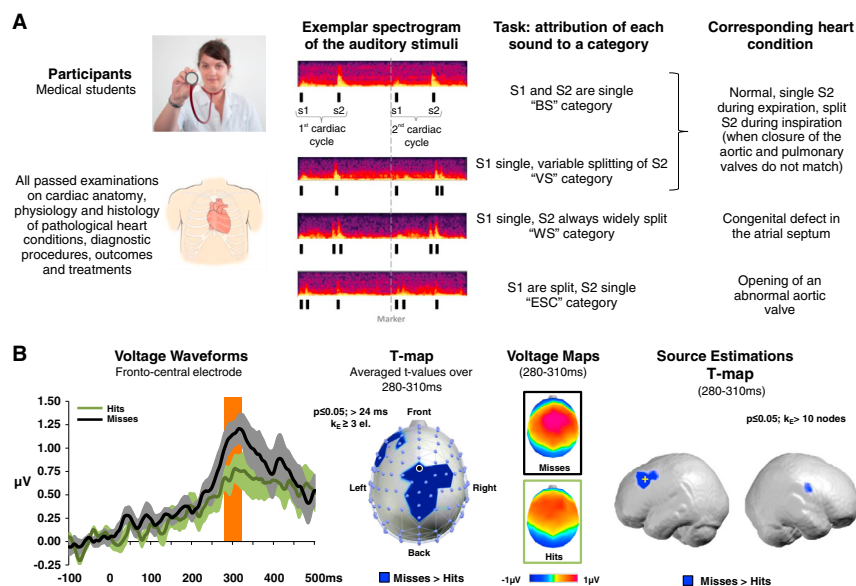 A
Participants
Medical students
All passed examinations
on cardiac anatomy,
physiology and histology
of pathological heart
conditions, diagnostic
procedures, outcomes
and treatments
Exemplar spectrogram
of the auditory stimuli
s1 s2 s1 s2
1st cardiac
cycle
2nd cardiac
cycle
Marker
Task: attribution of each
sound to a category
S1 and S2 are single
“BS” category
S1 single, variable splitting of S2
“VS” category
S1 single, S2 always widely split
“WS” category
S1 are split, S2 single
“ESC” category
Corresponding heart
condition
Normal, single S2
during expiration, split
S2 during inspiration
(when closure of the
aortic and pulmonary
valves do not match)
Congenital defect in
the atrial septum
Opening of an
abnormal aortic
valve
B
Voltage Waveforms
Fronto-central electrode
Hits
Misses
1.50
1.25
1.00
0.75
0.50
0.25
0.00
-0.25
µV
-100 0 100 200 300 400 500ms
T-map
Averaged t-values over
280-310ms
p≤0.05; > 24 ms
kE ≥ 3 el.
Front
Left
Right
Back
Misses > Hits
Voltage Maps
(280-310ms)
Misses
Hits
-1µV 1µV
Source Estimations
T-map
(280-310ms)
p≤0.05; kE> 10 nodes
Misses > Hits